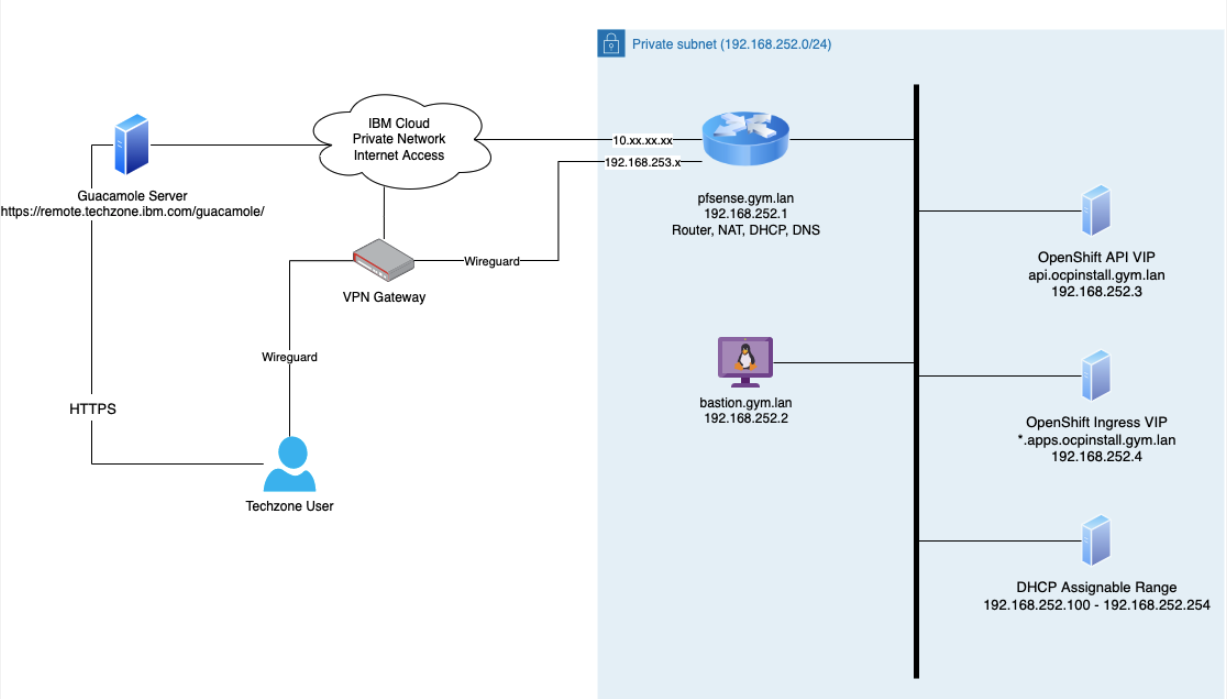 Private subnet (192.168.252.0/24)
IBM Cloud
Private Network
Internet Access
10.xx.xx.xx
192.168.253.x
Guacamole Server
https://remote.techzone.ibm.com/guacamole/
pfsense.gym.lan
192.168.252.1
Router, NAT, DHCP, DNS
Wireguard
VPN Gateway
OpenShift API VIP
api.ocpinstall.gym.lan
192.168.252.3
Wireguard
HTTPS
bastion.gym.lan
192.168.252.2
OpenShift Ingress VIP
*.apps.ocpinstall.gym.lan
192.168.252.4
Techzone User
DHCP Assignable Range
192.168.252.100 - 192.168.252.254